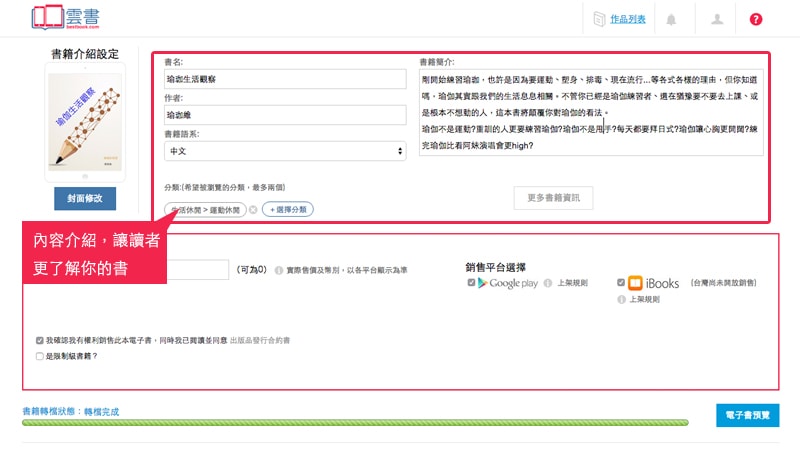 雲書
bestbook.com
作品列表
?
書籍介紹設定
瑜伽生活觀察
封面修改
書名:
瑜珈生活觀察
作者:
瑜珈維
書籍語系:
中文
分類:(希望被瀏覽的分類，最多兩個)
生活休閒 > 運動休閒
+ 選擇分類
書籍簡介:
剛開始練習瑜珈，也許是因為要運動、塑身、排毒、現在流行...等各式各樣的理由，但你知道
嗎，瑜伽其實跟我們的生活息息相關。不管你已經是瑜伽練習者、還在猶豫要不要去上課、或
是根本不想動的人，這本書將顛覆你對瑜伽的看法。
瑜伽不是運動?重訓的人更要練習瑜伽?瑜伽不是甩手?每天都要拜日式?瑜伽讓心胸更開闊?練
完瑜伽比看阿妹演唱會更high?
更多書籍資訊
內容介紹，讓讀者
更了解你的書
(可為0)
實際售價及幣別，以各平台顯示為準
銷售平台選擇
Google play
上架規則
iBooks
(台灣尚未開放銷售)
上架規則
我確認我有權利銷售此本電子書，同時我已閱讀並同意 出版品發行合約書
是限制級書籍？
書籍轉檔狀態：轉檔完成
電子書預覽